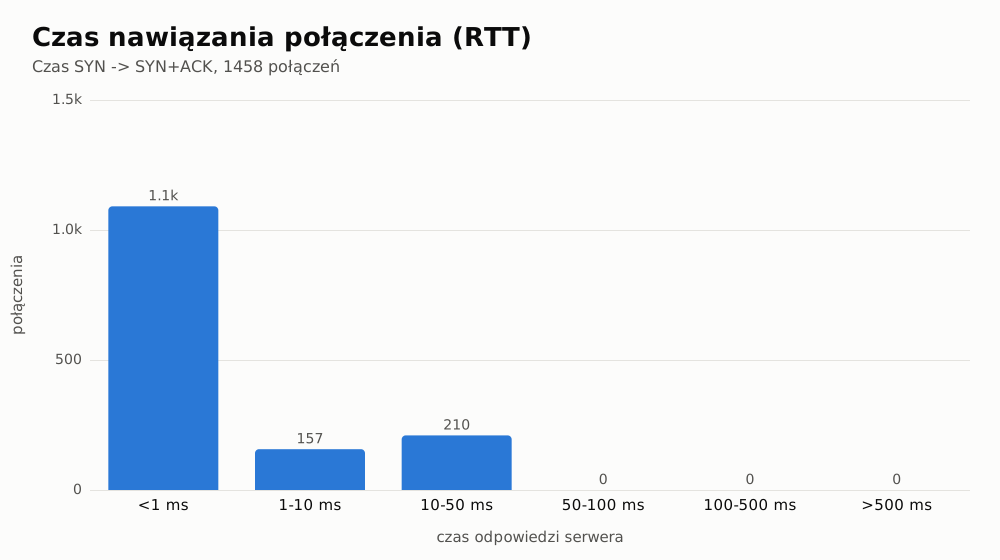 Czas nawiązania połączenia (RTT)
Czas SYN -> SYN+ACK, 1458 połączeń
1.5k
1.0k
500
0
połączenia
1.1k
157
210
0
0
0
<1 ms
1-10 ms
10-50 ms
50-100 ms
100-500 ms
>500 ms
czas odpowiedzi serwera